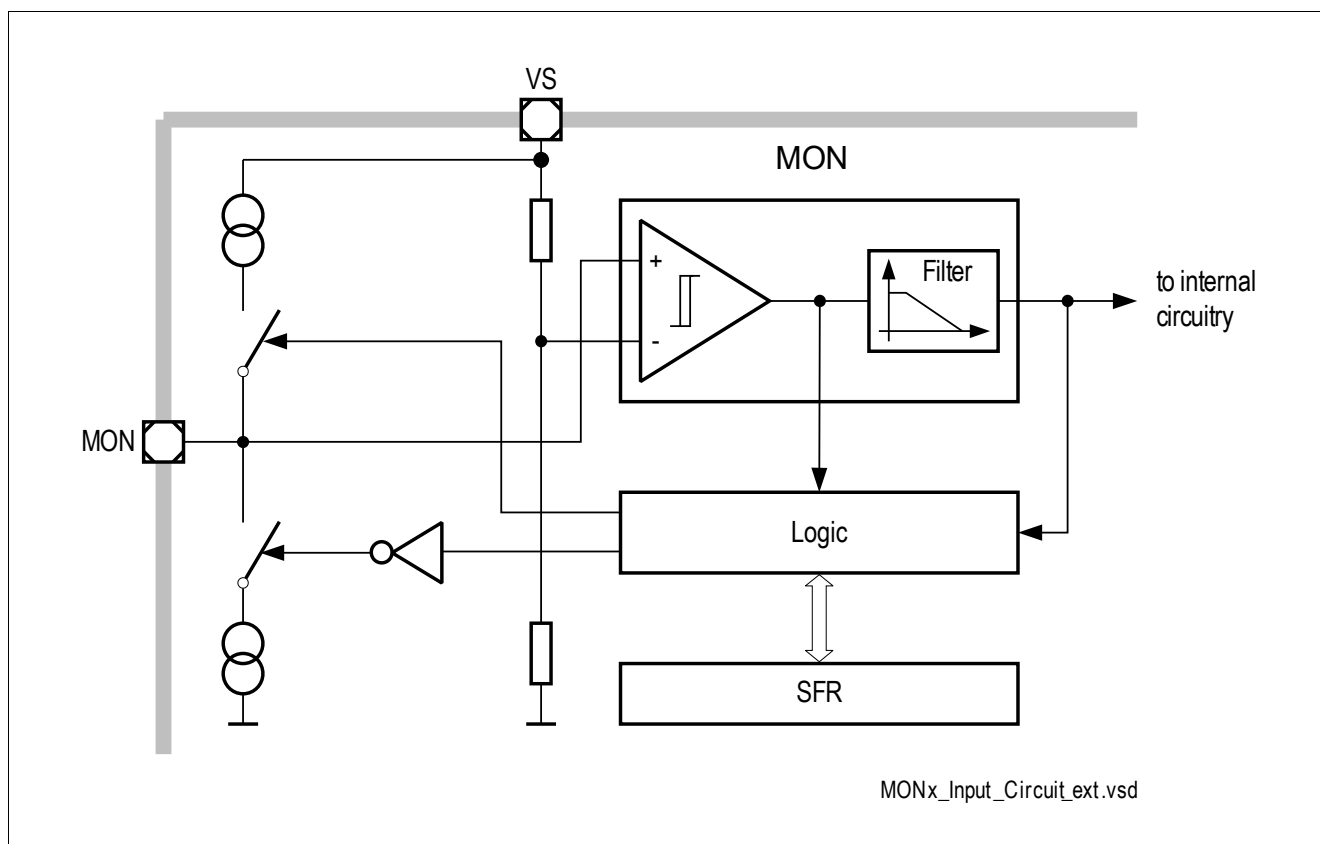 VS
MON
+
-
Filter
to internal
circuitry
MON
Logic
SFR
MONx_Input_Circuit_ext.vsd